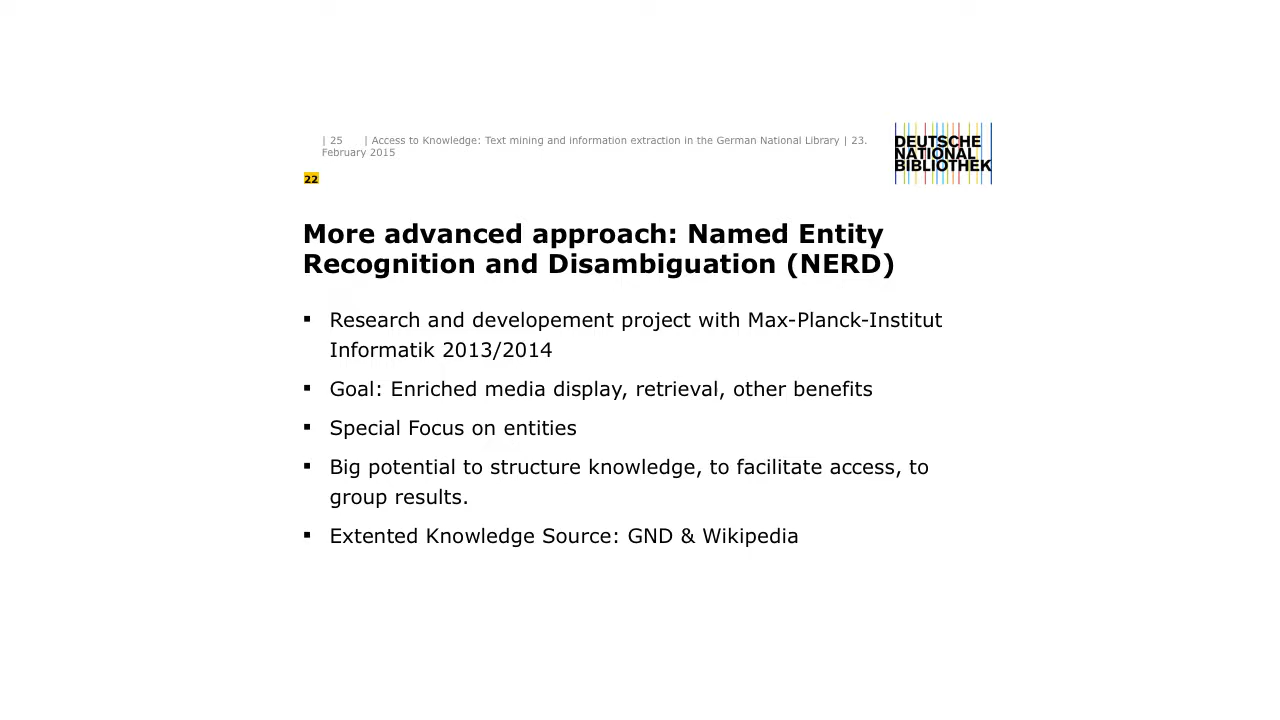 | 25 | Access to Knowledge: Text mining and information extraction in the German National Library | 23.
February 2015
DEUTSCHE
NATIONAL
BIBLIOTHEK
22
More advanced approach: Named Entity
Recognition and Disambiguation (NERD)
▪ Research and developement project with Max-Planck-Institut
Informatik 2013/2014
▪ Goal: Enriched media display, retrieval, other benefits
▪ Special Focus on entities
▪ Big potential to structure knowledge, to facilitate access, to
group results.
▪ Extented Knowledge Source: GND & Wikipedia